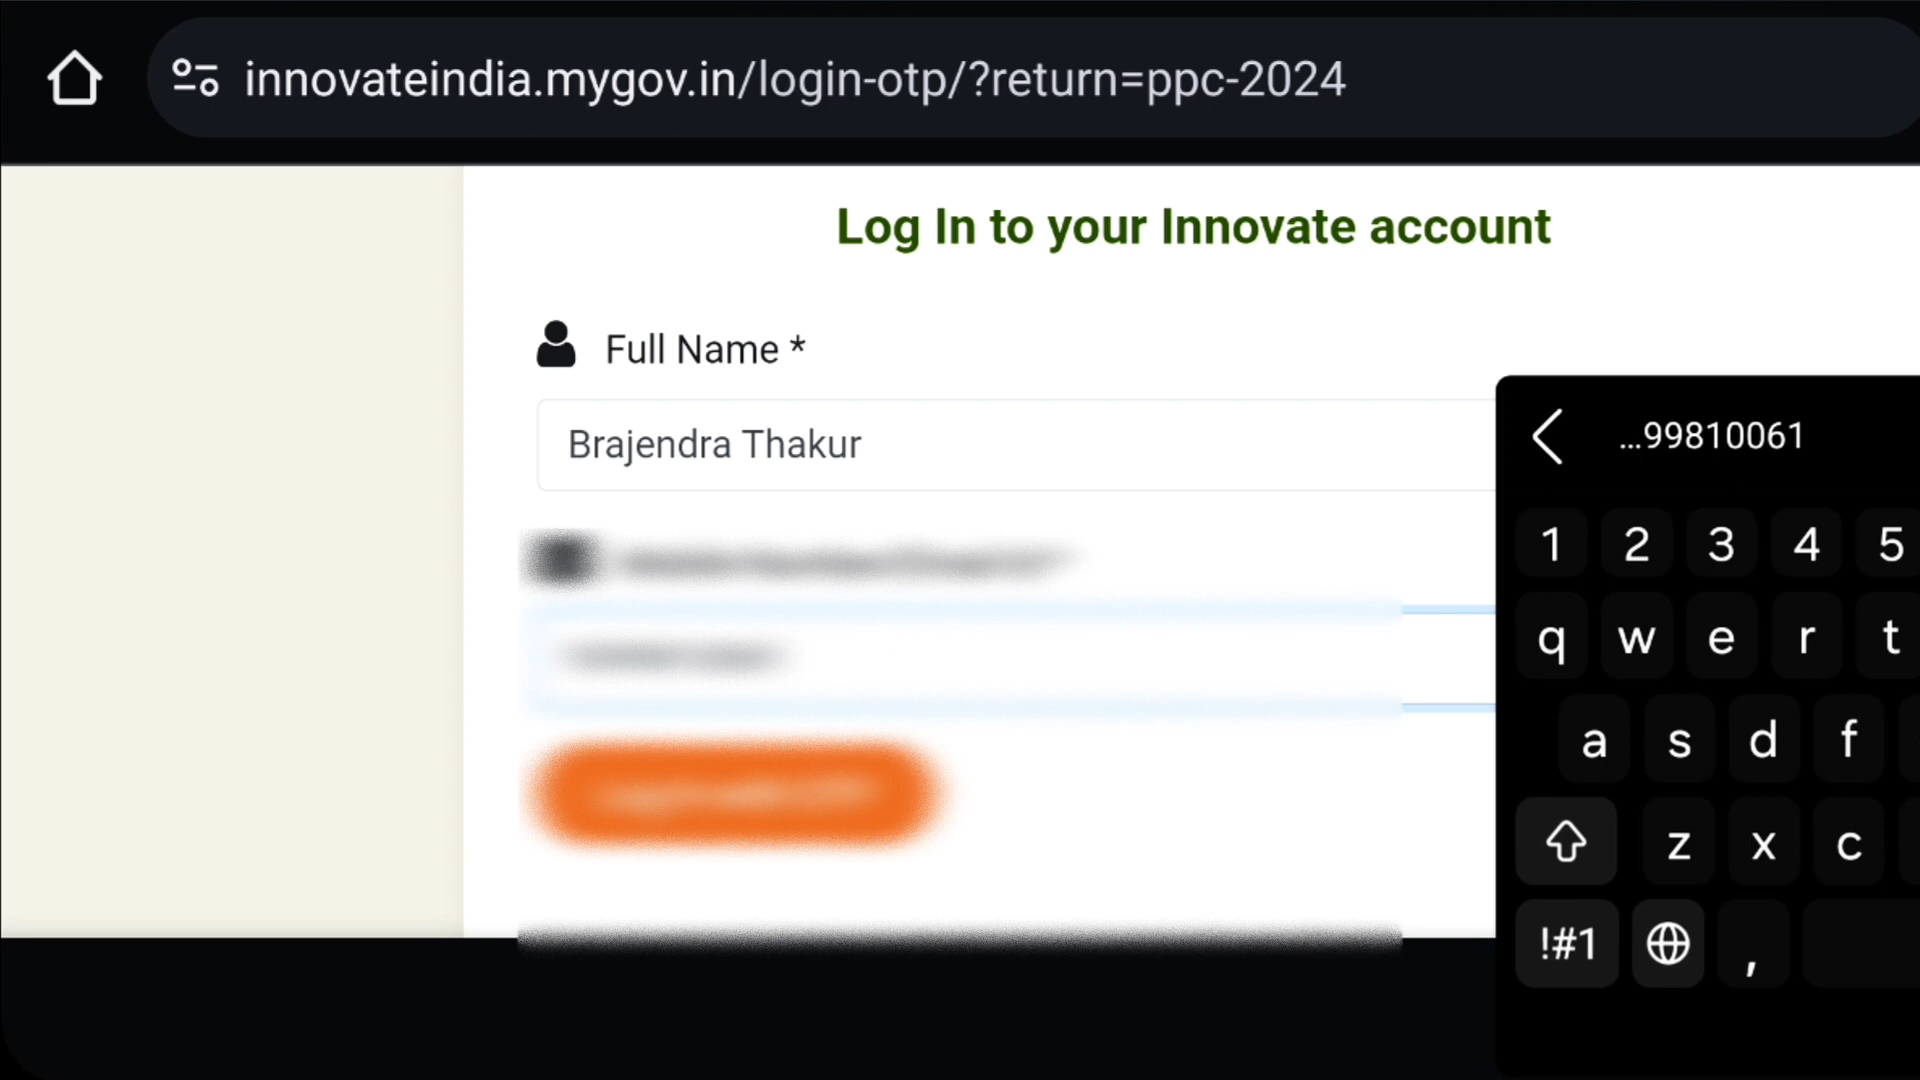 innovateindia.mygov.in/login-otp/?return=ppc-2024
Log In to your Innovate account
Full Name *
Brajendra Thakur
...99810061
1 2 3 4 5
q w e r t
a s d f
z x c
!#1 ,